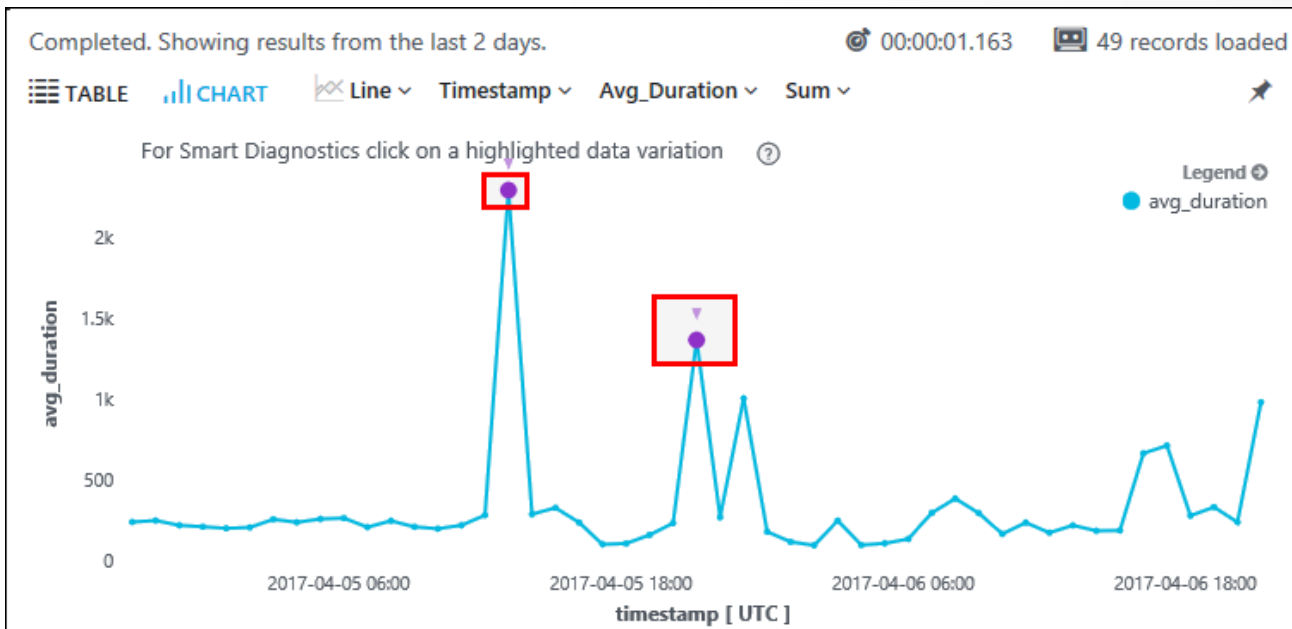 Completed. Showing results from the last 2 days. 00:00:01.163 49 records loaded
TABLE CHART Line Timestamp Avg_Duration Sum
For Smart Diagnostics click on a highlighted data variation ?
Legend
avg_duration
2k
1.5k
1k
500
0
avg_duration
2017-04-05 06:00 2017-04-05 18:00 2017-04-06 06:00 2017-04-06 18:00
timestamp [ UTC ]